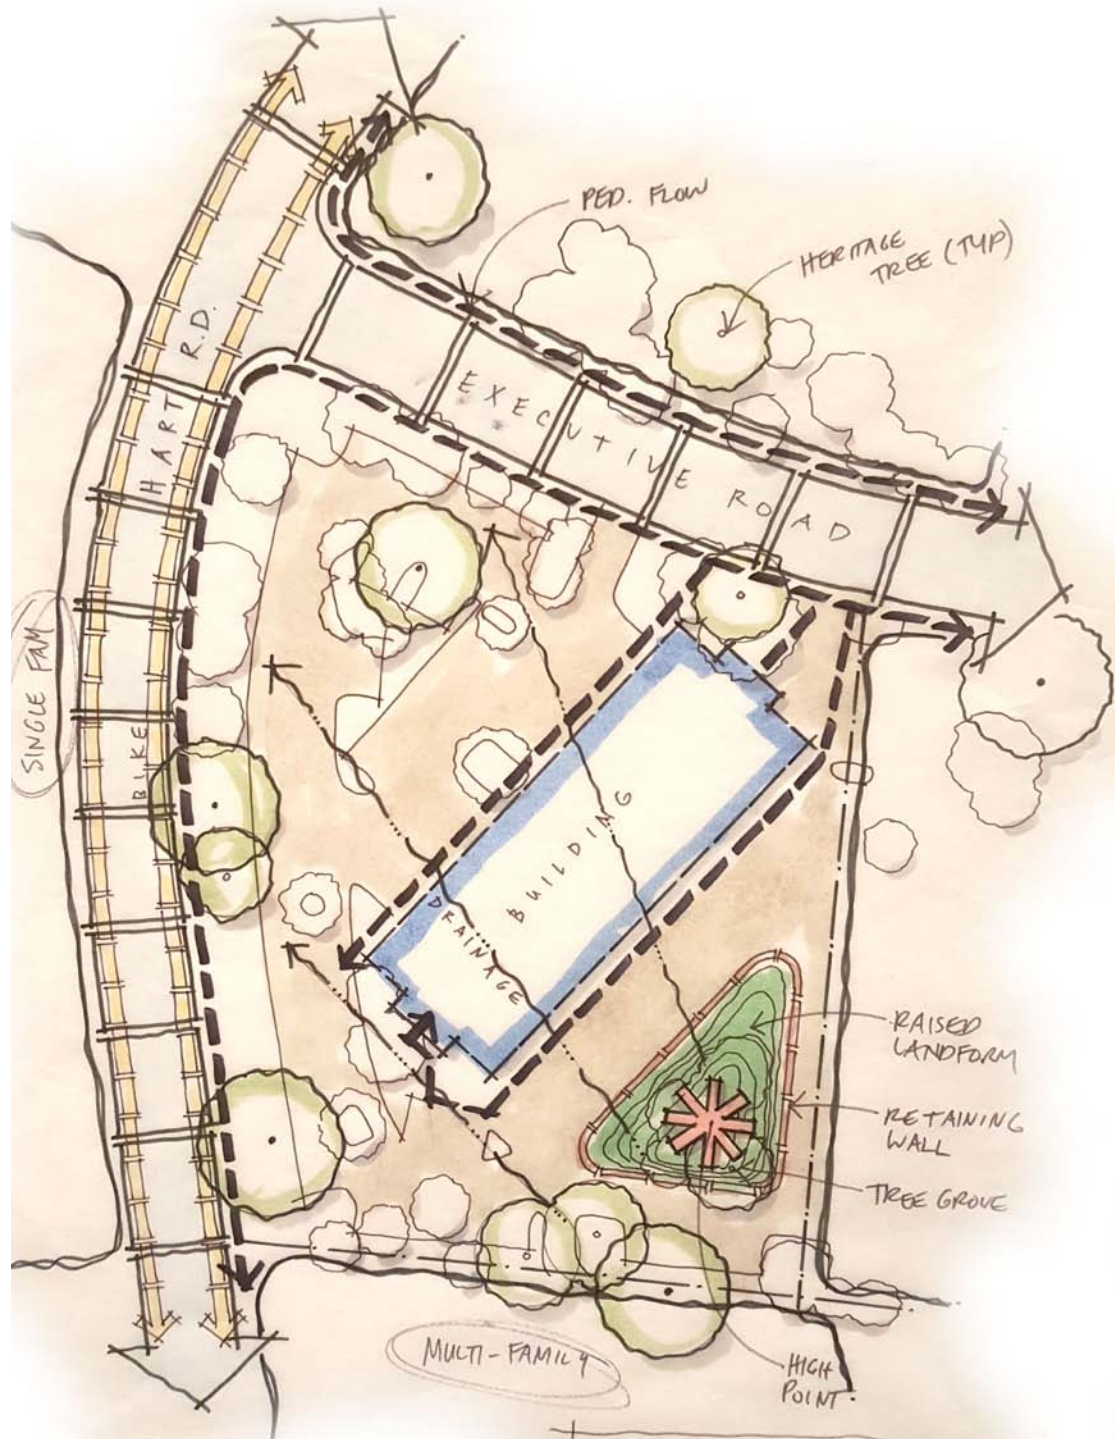 PED. FLOW
HERITAGE
TREE (TYP)
HART R.D.
EXECUTIVE ROAD
SINGLE FAM
BIKE
BUILDING
DRAINAGE
RAISED
LANDFORM
RETAINING
WALL
TREE GROVE
MULTI-FAMILY
HIGH
POINT.